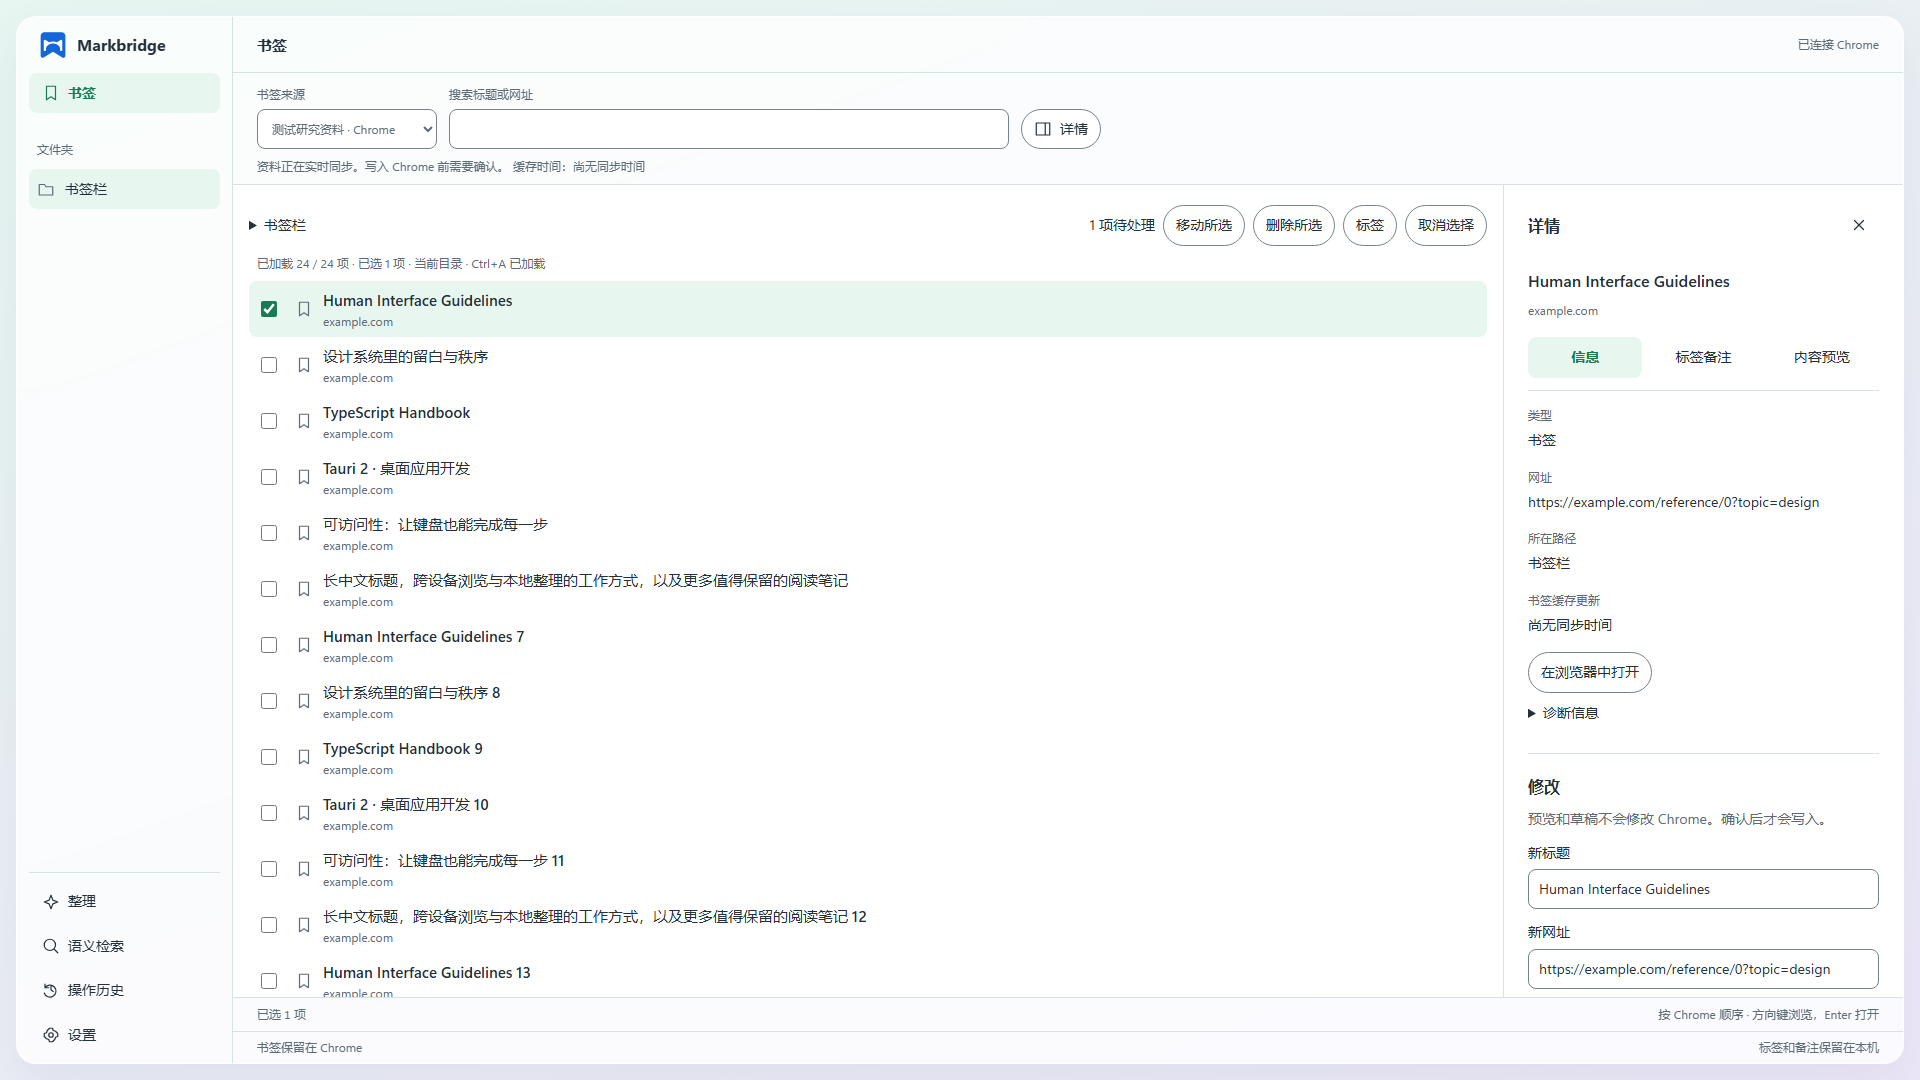 Markbridge
书签
文件夹
书签栏
整理
语义检索
操作历史
设置
书签
已连接 Chrome
书签来源
测试研究资料 · Chrome
搜索标题或网址
详情
资料正在实时同步。写入 Chrome 前需要确认。 缓存时间：尚无同步时间
书签栏
1 项待处理
移动所选
删除所选
标签
取消选择
已加载 24 / 24 项 · 已选 1 项 · 当前目录 · Ctrl+A 已加载
Human Interface Guidelines
example.com
设计系统里的留白与秩序
example.com
TypeScript Handbook
example.com
Tauri 2 · 桌面应用开发
example.com
可访问性：让键盘也能完成每一步
example.com
长中文标题，跨设备浏览与本地整理的工作方式，以及更多值得保留的阅读笔记
example.com
Human Interface Guidelines 7
example.com
设计系统里的留白与秩序 8
example.com
TypeScript Handbook 9
example.com
Tauri 2 · 桌面应用开发 10
example.com
可访问性：让键盘也能完成每一步 11
example.com
长中文标题，跨设备浏览与本地整理的工作方式，以及更多值得保留的阅读笔记 12
example.com
Human Interface Guidelines 13
example.com
详情
Human Interface Guidelines
example.com
信息
标签备注
内容预览
类型
书签
网址
https://example.com/reference/0?topic=design
所在路径
书签栏
书签缓存更新
尚无同步时间
在浏览器中打开
诊断信息
修改
预览和草稿不会修改 Chrome。确认后才会写入。
新标题
Human Interface Guidelines
新网址
https://example.com/reference/0?topic=design
已选 1 项
按 Chrome 顺序 · 方向键浏览，Enter 打开
书签保留在 Chrome
标签和备注保留在本机